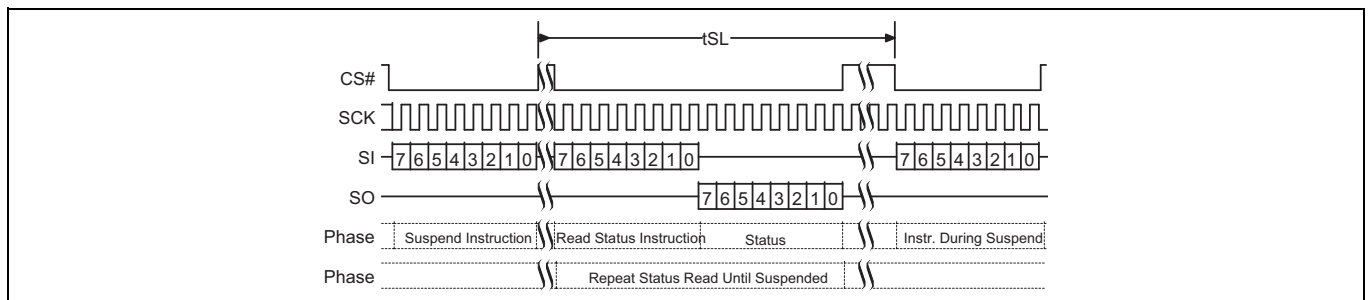 tSL
CS#
SCK
SI 7 6 5 4 3 2 1 0 7 6 5 4 3 2 1 0 7 6 5 4 3 2 1 0
SO 7 6 5 4 3 2 1 0
Phase Suspend Instruction Read Status Instruction Status Instr. During Suspend
Phase Repeat Status Read Until Suspended